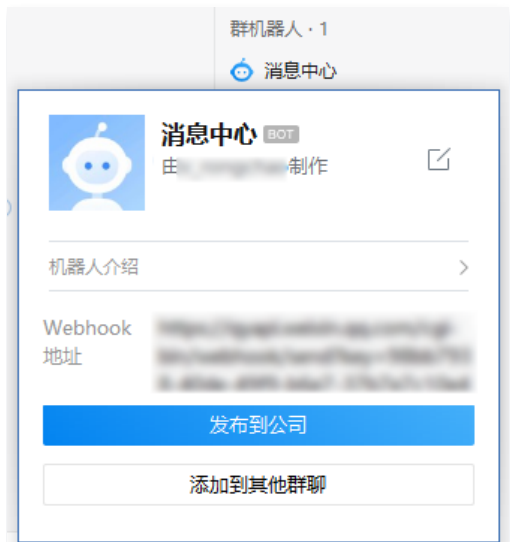 群机器人 · 1
消息中心
消息中心 BOT
由 制作
机器人介绍
Webhook
地址
发布到公司
添加到其他群聊